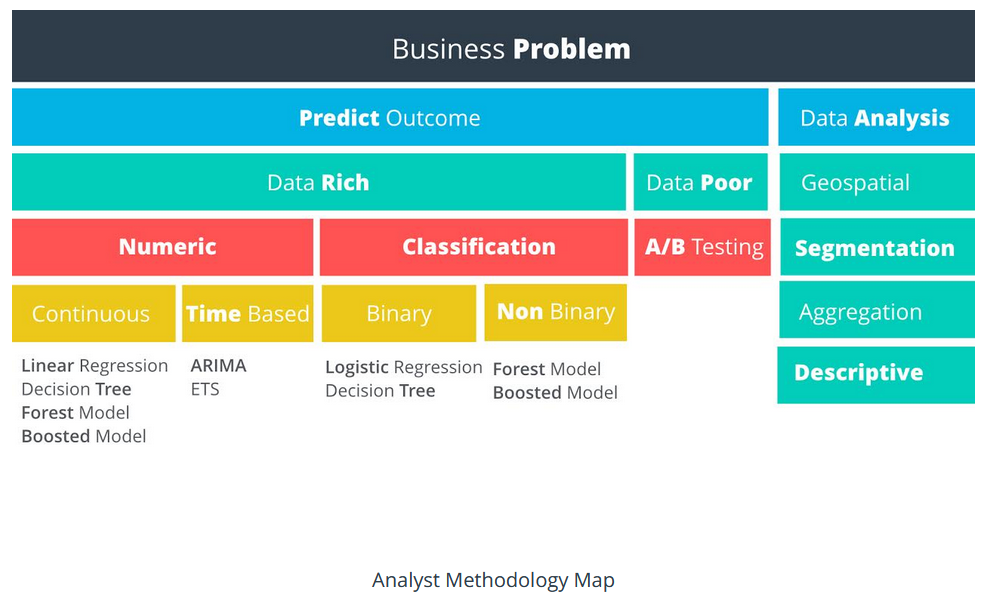 Business Problem
Predict Outcome
Data Analysis
Data Rich
Data Poor
Geospatial
Numeric
Classification
A/B Testing
Segmentation
Continuous
Time Based
Binary
Non Binary
Aggregation
Linear Regression
Decision Tree
Forest Model
Boosted Model
ARIMA
ETS
Logistic Regression
Decision Tree
Forest Model
Boosted Model
Descriptive
Analyst Methodology Map